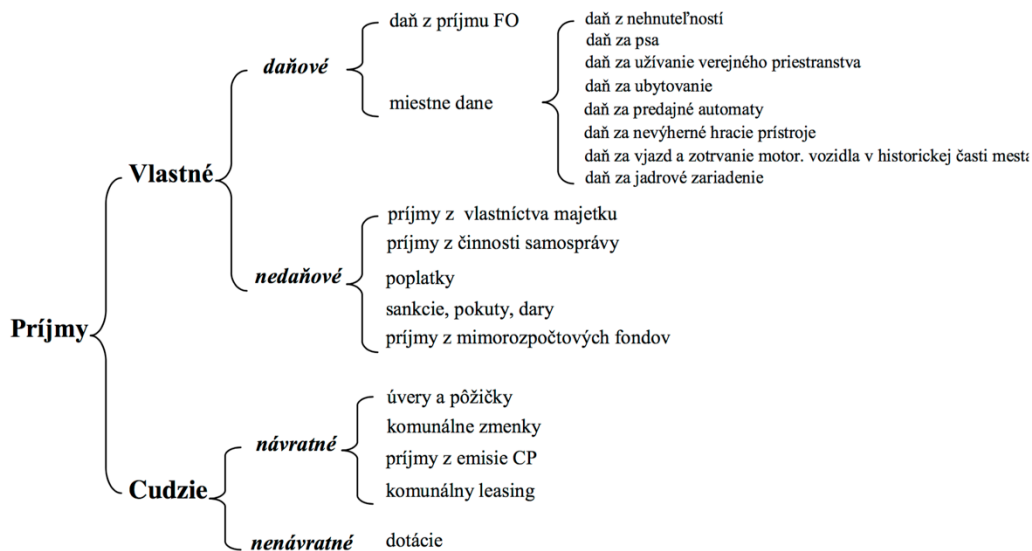 Príjmy
Vlastné
daňové
daň z príjmu FO
miestne dane
daň z nehnuteľností
daň za psa
daň za užívanie verejného priestranstva
daň za ubytovanie
daň za predajné automaty
daň za nevýherné hracie prístroje
daň za vjazd a zotrvanie motor. vozidla v historickej časti mesta
daň za jadrové zariadenie
nedaňové
príjmy z vlastníctva majetku
príjmy z činnosti samosprávy
poplatky
sankcie, pokuty, dary
príjmy z mimorozpočtových fondov
Cudzie
návratné
úvery a pôžičky
komunálne zmenky
príjmy z emisie CP
komunálny leasing
nenávratné
dotácie